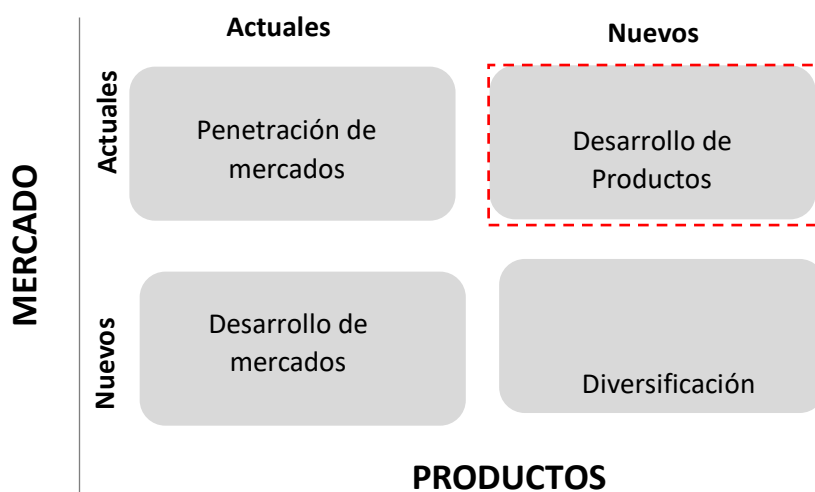 Actuales
Nuevos
MERCADO
Actuales
Penetración de
mercados
Desarrollo de
Productos
Nuevos
Desarrollo de
mercados
Diversificación
PRODUCTOS